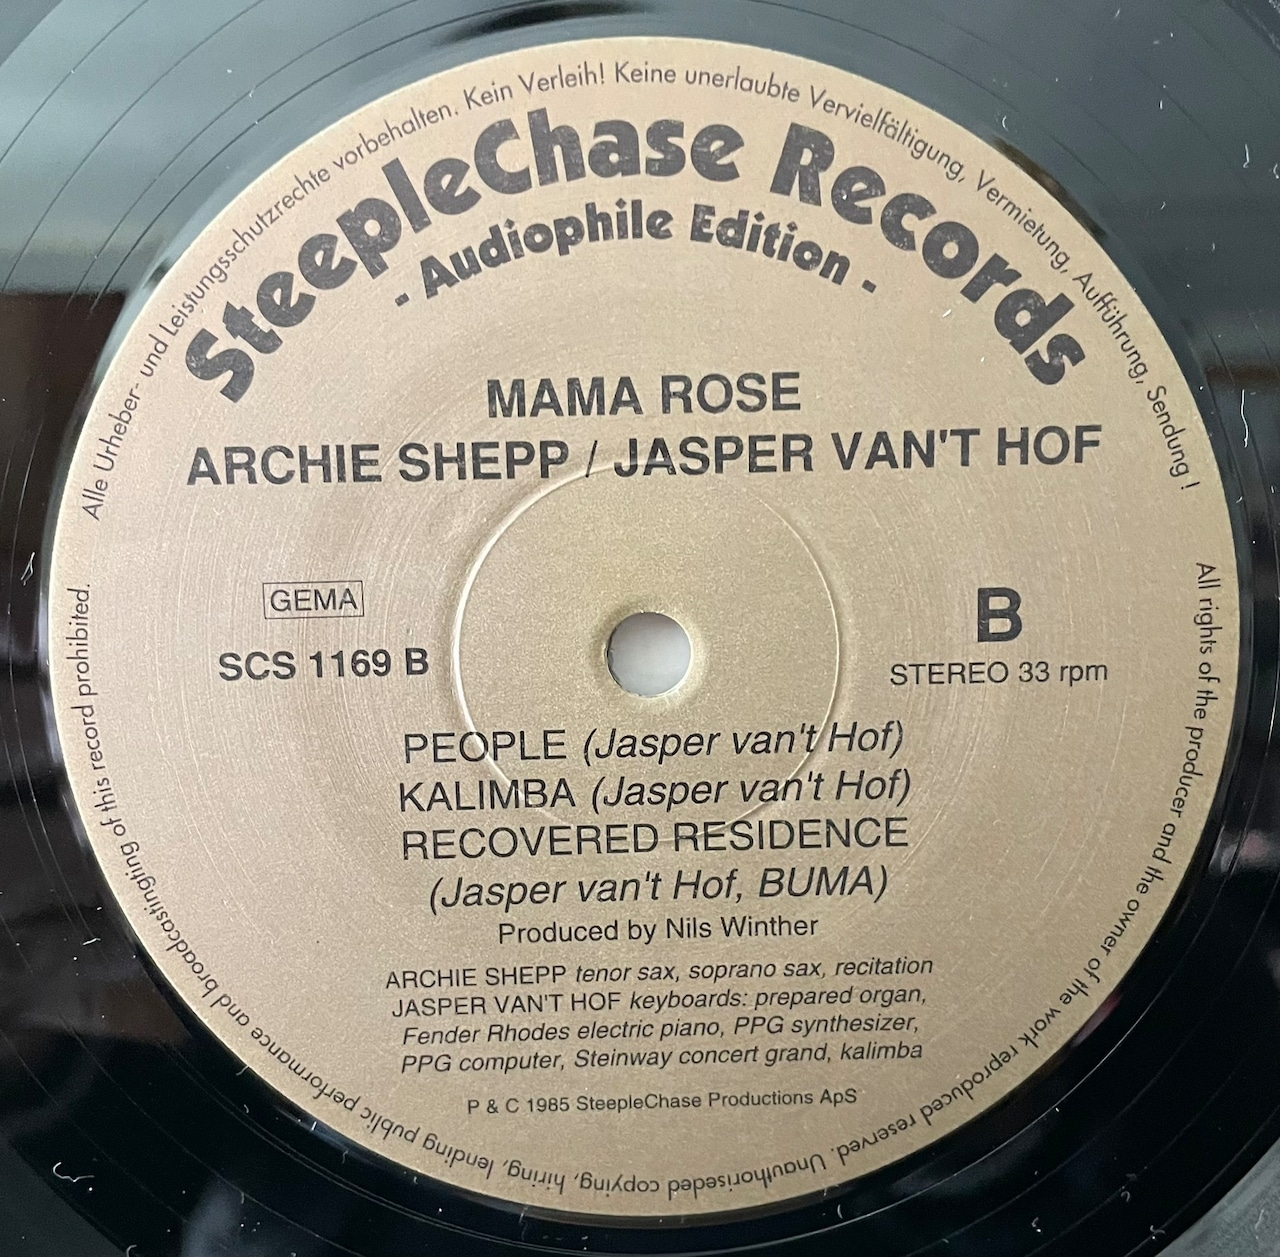 Alle Urheber- und Leistungsschutzrechte vorbehalten. Kein Verleih! Keine unerlaubte Vervielfältigung, Vermietung, Aufführung, Sendung!
SteepleChase Records
- Audiophile Edition -
MAMA ROSE
ARCHIE SHEPP / JASPER VAN'T HOF
GEMA
SCS 1169 B
B
STEREO 33 rpm
PEOPLE (Jasper van't Hof)
KALIMBA (Jasper van't Hof)
RECOVERED RESIDENCE
(Jasper van't Hof, BUMA)
Produced by Nils Winther
ARCHIE SHEPP tenor sax, soprano sax, recitation
JASPER VAN'T HOF keyboards: prepared organ,
Fender Rhodes electric piano, PPG synthesizer,
PPG computer, Steinway concert grand, kalimba
P & C 1985 SteepleChase Productions ApS
All rights of the producer and the owner of the work reproduced reserved. Unauthoriseded copying, hiring, lending, public performance and broadcastingting of this record prohibited.